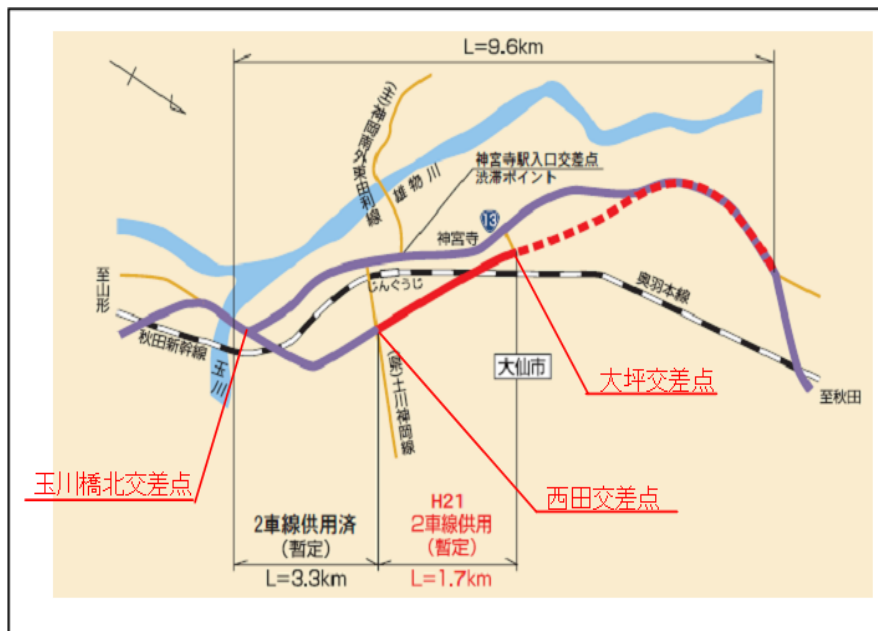 L=9.6km
(主)神岡南外東由利線
雄物川
神宮寺駅入口交差点
渋滞ポイント
13
神宮寺
至山形
じんぐうじ
奥羽本線
秋田新幹線
玉川
(県)土川神岡線
大仙市
大坪交差点
至秋田
玉川橋北交差点
西田交差点
2車線供用済
(暫定)
L=3.3km
H21
2車線供用
(暫定)
L=1.7km